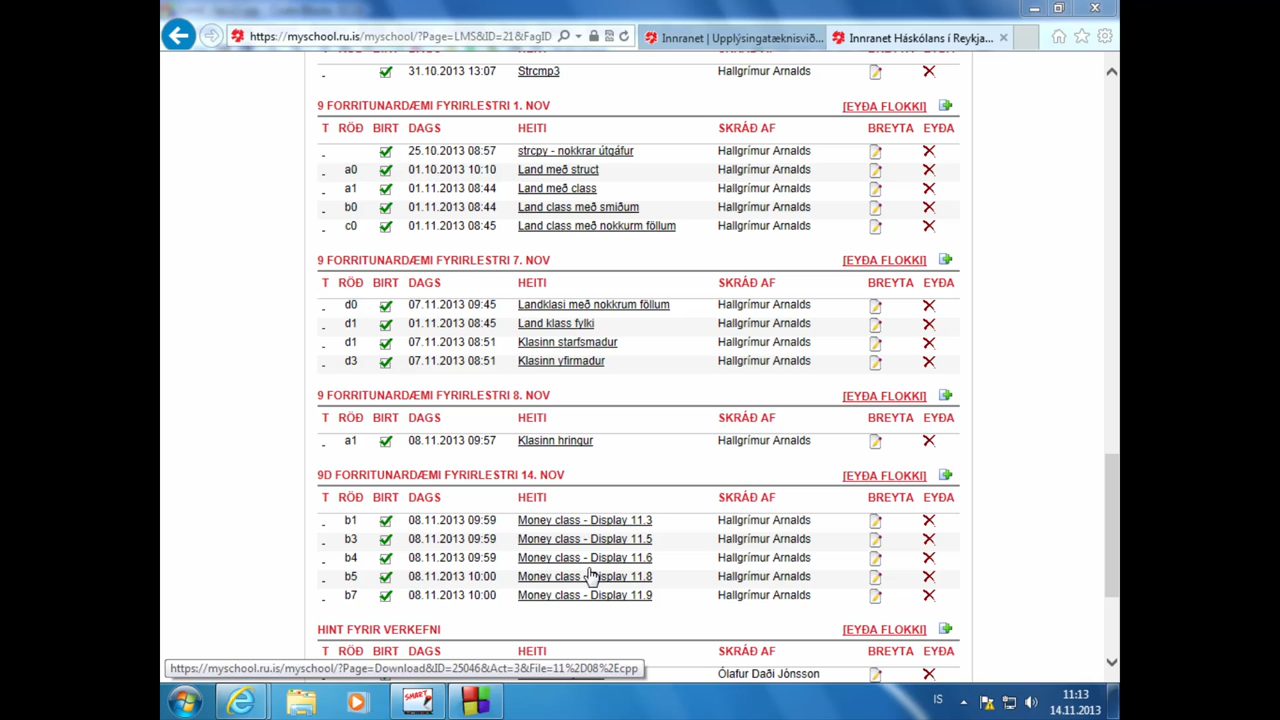 https://myschool.ru.is/myschool/?Page=LMS&ID=21&FagID
Innranet | Upplýsingatæknisvið...
Innranet Háskólans í Reykja...
31.10.2013 13:07 Strcmp3 Hallgrímur Arnalds
9 FORRITUNARDÆMI FYRIRLESTRI 1. NOV [EYÐA FLOKKI]
T RÖÐ BIRT DAGS HEITI SKRÁÐ AF BREYTA EYÐA
25.10.2013 08:57 strcpy - nokkrar útgáfur Hallgrímur Arnalds
a0 01.10.2013 10:10 Land með struct Hallgrímur Arnalds
a1 01.11.2013 08:44 Land með class Hallgrímur Arnalds
b0 01.11.2013 08:44 Land class með smiðum Hallgrímur Arnalds
c0 01.11.2013 08:45 Land class með nokkurm föllum Hallgrímur Arnalds
9 FORRITUNARDÆMI FYRIRLESTRI 7. NOV [EYÐA FLOKKI]
T RÖÐ BIRT DAGS HEITI SKRÁÐ AF BREYTA EYÐA
d0 07.11.2013 09:45 Landklasi með nokkrum föllum Hallgrímur Arnalds
d1 01.11.2013 08:45 Land klass fylki Hallgrímur Arnalds
d1 07.11.2013 08:51 Klasinn starfsmadur Hallgrímur Arnalds
d3 07.11.2013 08:51 Klasinn yfirmadur Hallgrímur Arnalds
9 FORRITUNARDÆMI FYRIRLESTRI 8. NOV [EYÐA FLOKKI]
T RÖÐ BIRT DAGS HEITI SKRÁÐ AF BREYTA EYÐA
a1 08.11.2013 09:57 Klasinn hringur Hallgrímur Arnalds
9D FORRITUNARDÆMI FYRIRLESTRI 14. NOV [EYÐA FLOKKI]
T RÖÐ BIRT DAGS HEITI SKRÁÐ AF BREYTA EYÐA
b1 08.11.2013 09:59 Money class - Display 11.3 Hallgrímur Arnalds
b3 08.11.2013 09:59 Money class - Display 11.5 Hallgrímur Arnalds
b4 08.11.2013 09:59 Money class - Display 11.6 Hallgrímur Arnalds
b5 08.11.2013 10:00 Money class - Display 11.8 Hallgrímur Arnalds
b7 08.11.2013 10:00 Money class - Display 11.9 Hallgrímur Arnalds
HINT FYRIR VERKEFNI [EYÐA FLOKKI]
T RÖÐ BIRT DAGS HEITI SKRÁÐ AF BREYTA EYÐA
https://myschool.ru.is/myschool/?Page=Download&ID=25046&Act=3&File=11%2D08%2Ecpp
Ólafur Daði Jónsson
SMART
IS
11:13
14.11.2013